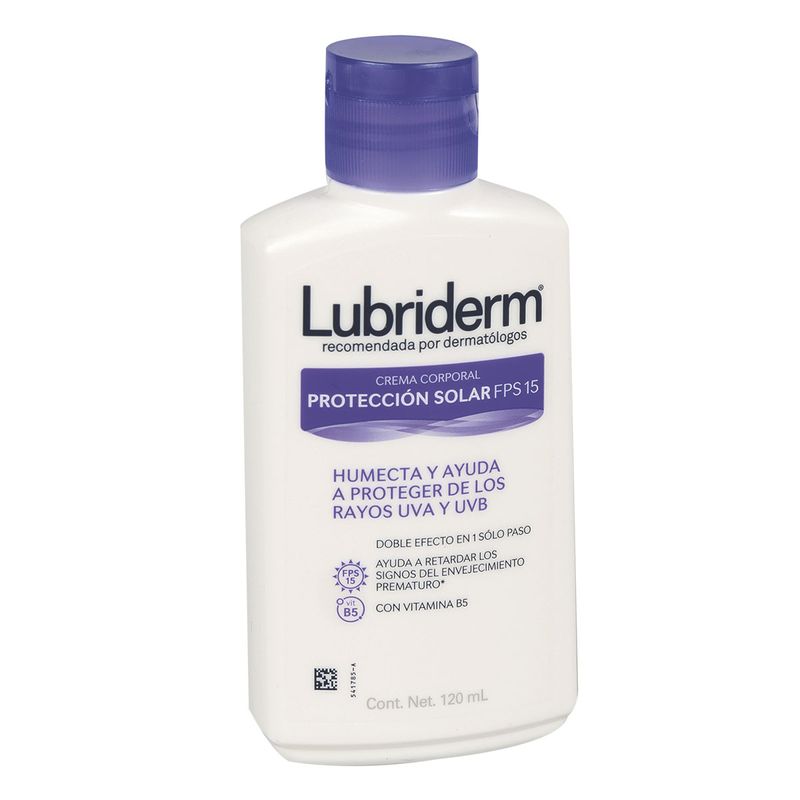 Lubriderm®
recomendada por dermatólogos
CREMA CORPORAL
PROTECCIÓN SOLAR FPS 15
HUMECTA Y AYUDA
A PROTEGER DE LOS
RAYOS UVA Y UVB
DOBLE EFECTO EN 1 SÓLO PASO
FPS
15
AYUDA A RETARDAR LOS
SIGNOS DEL ENVEJECIMIENTO
PREMATURO*
vit
B5
CON VITAMINA B5
541785-A
Cont. Net. 120 mL